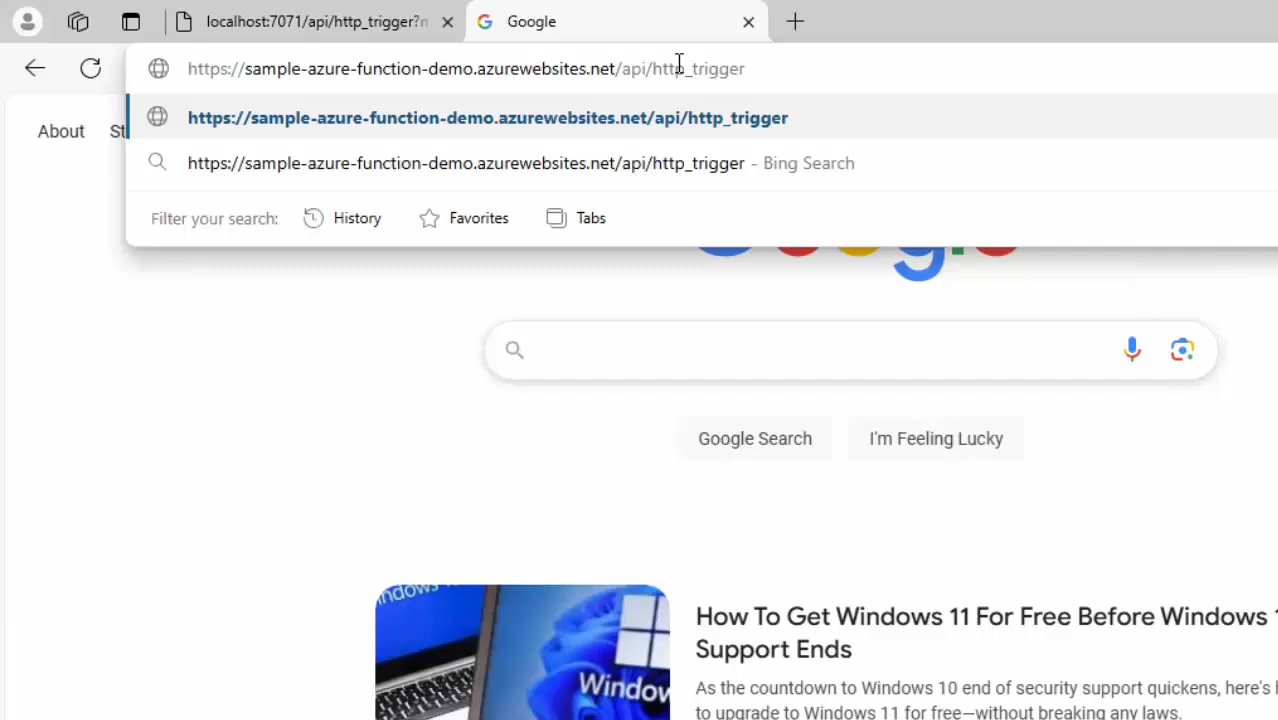 localhost:7071/api/http_trigger?n
Google
https://sample-azure-function-demo.azurewebsites.net/api/http_trigger
https://sample-azure-function-demo.azurewebsites.net/api/http_trigger
https://sample-azure-function-demo.azurewebsites.net/api/http_trigger - Bing Search
About St
Filter your search: History Favorites Tabs
Google Search I'm Feeling Lucky
How To Get Windows 11 For Free Before Windows 1
Support Ends
As the countdown to Windows 10 end of security support quickens, here's h
to upgrade to Windows 11 for free—without breaking any laws.
indows
Window